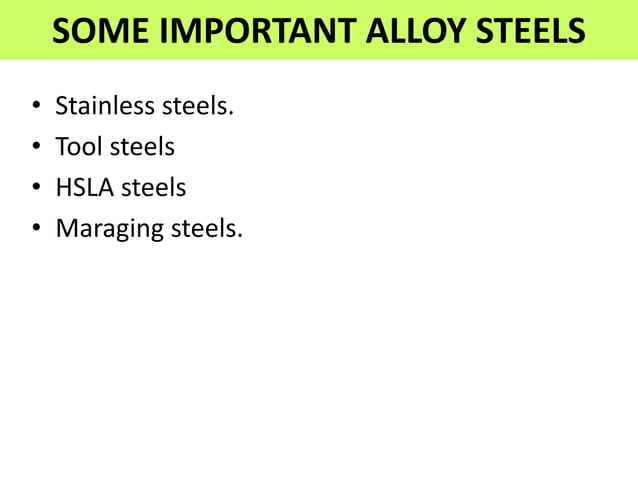 SOME IMPORTANT ALLOY STEELS
• Stainless steels.
• Tool steels
• HSLA steels
• Maraging steels.